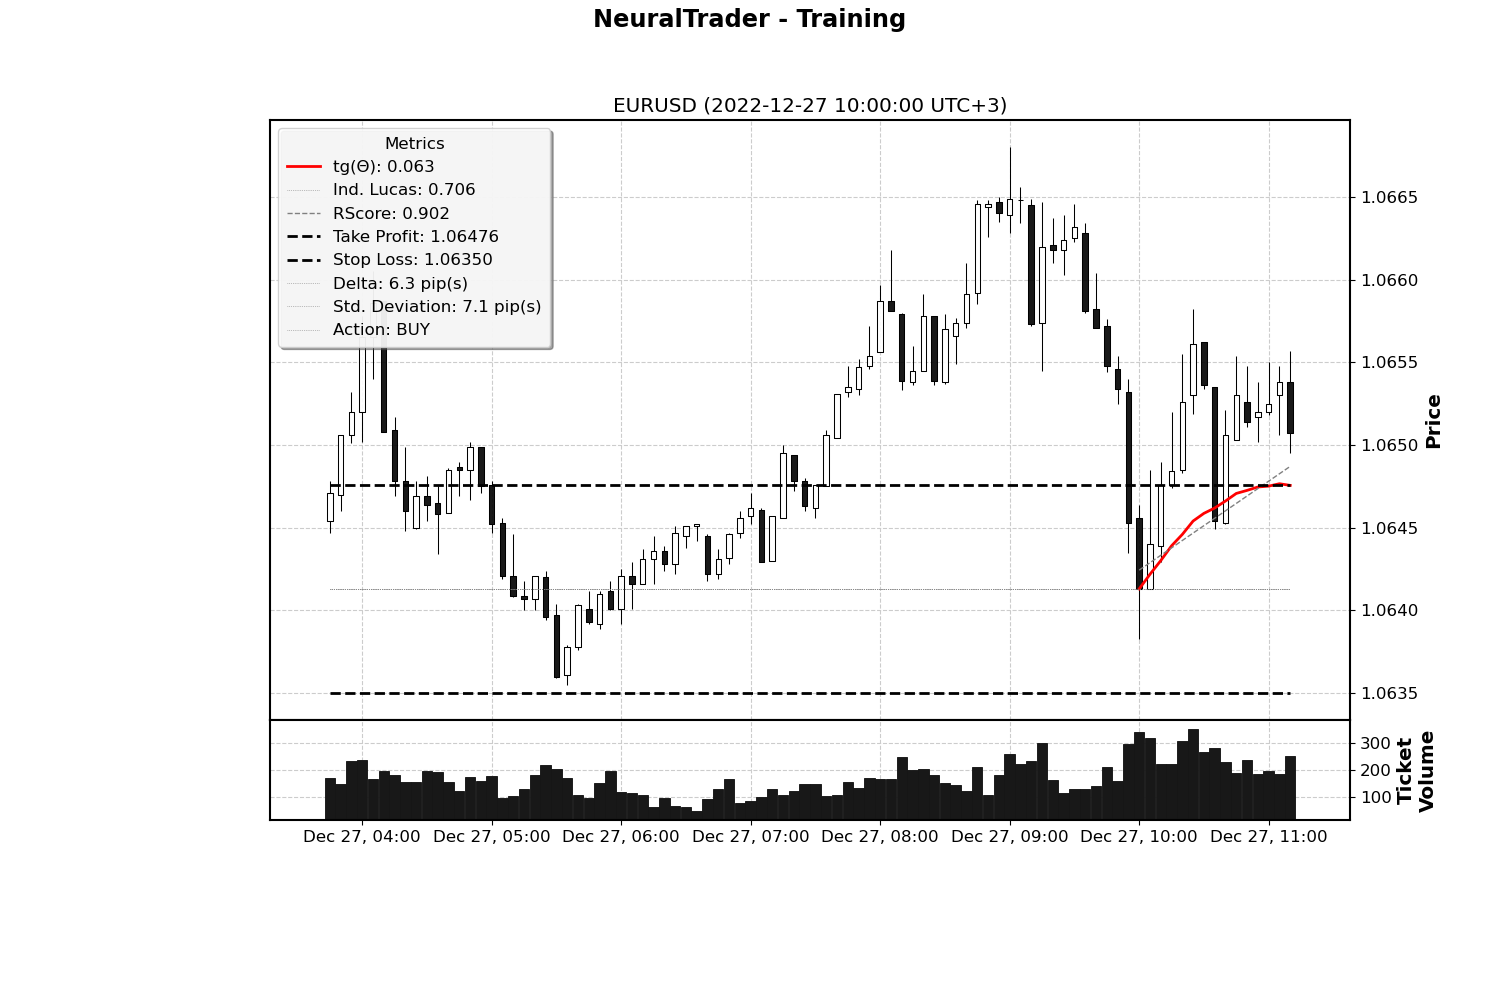 NeuralTrader - Training
EURUSD (2022-12-27 10:00:00 UTC+3)
Metrics
tg(Θ): 0.063
Ind. Lucas: 0.706
RScore: 0.902
Take Profit: 1.06476
Stop Loss: 1.06350
Delta: 6.3 pip(s)
Std. Deviation: 7.1 pip(s)
Action: BUY
1.0665
1.0660
1.0655
1.0650
1.0645
1.0640
1.0635
Price
300
200
100
Ticket
Volume
Dec 27, 04:00 Dec 27, 05:00 Dec 27, 06:00 Dec 27, 07:00 Dec 27, 08:00 Dec 27, 09:00 Dec 27, 10:00 Dec 27, 11:00